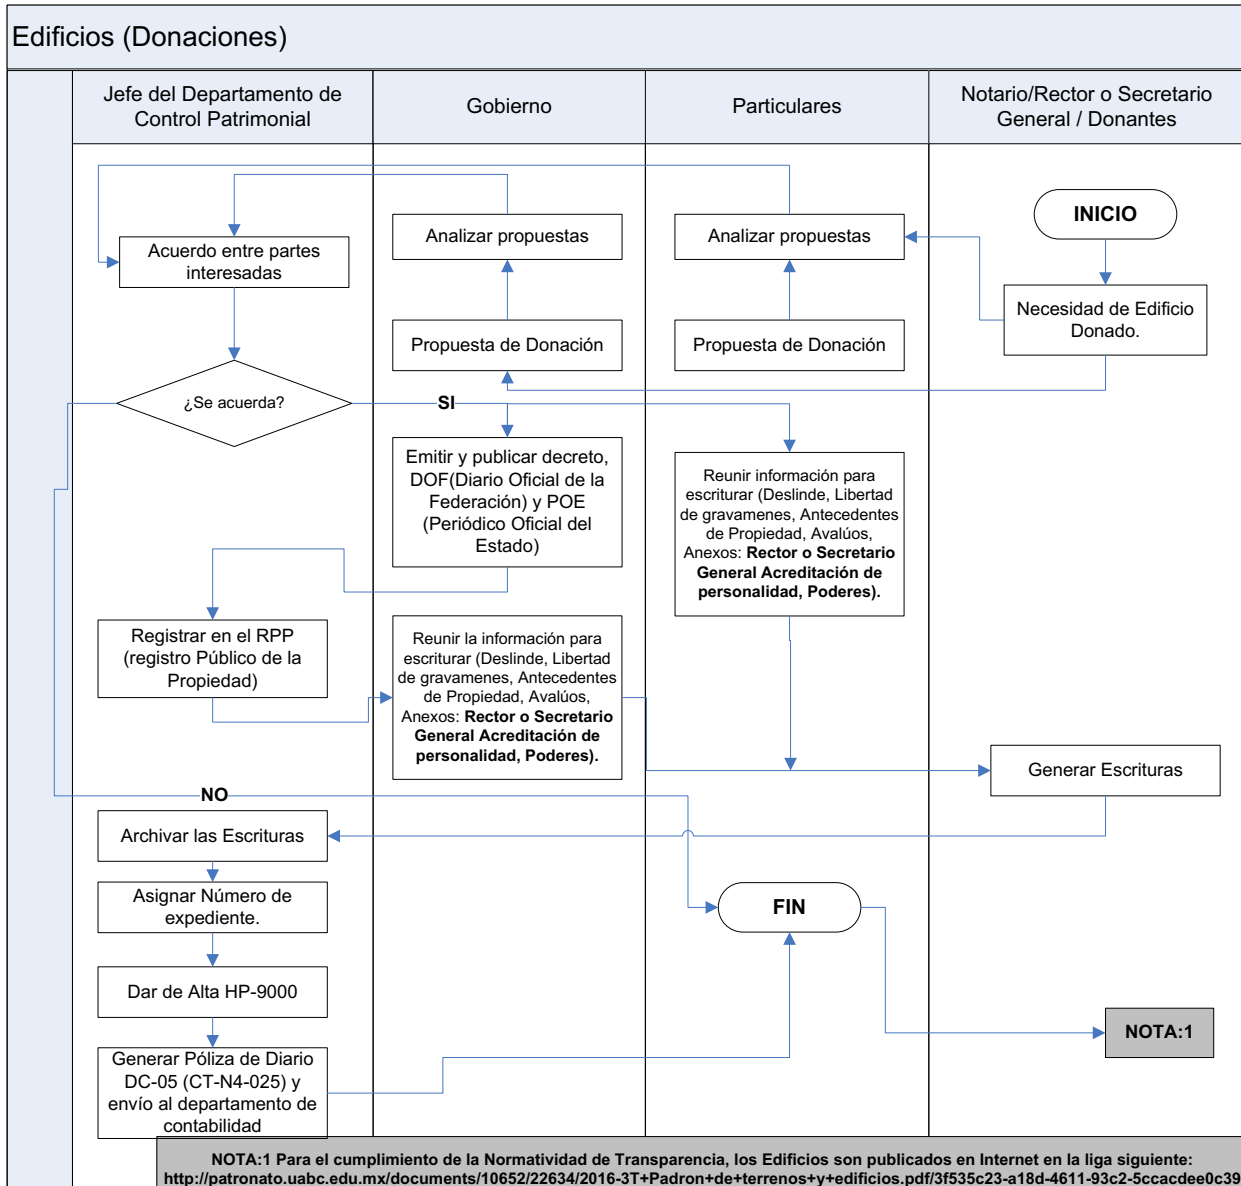 Edificios (Donaciones)
Jefe del Departamento de
Control Patrimonial
Gobierno
Particulares
Notario/Rector o Secretario
General / Donantes
INICIO
Acuerdo entre partes
interesadas
Analizar propuestas
Analizar propuestas
Necesidad de Edificio
Donado.
Propuesta de Donación
Propuesta de Donación
¿Se acuerda?
SI
Emitir y publicar decreto,
DOF(Diario Oficial de la
Federación) y POE
(Periódico Oficial del
Estado)
Reunir información para
escriturar (Deslinde, Libertad
de gravamenes, Antecedentes
de Propiedad, Avalúos,
Anexos: Rector o Secretario
General Acreditación de
personalidad, Poderes).
Registrar en el RPP
(registro Público de la
Propiedad)
Reunir la información para
escriturar (Deslinde, Libertad
de gravamenes, Antecedentes
de Propiedad, Avalúos,
Anexos: Rector o Secretario
General Acreditación de
personalidad, Poderes).
Generar Escrituras
NO
Archivar las Escrituras
Asignar Número de
expediente.
FIN
Dar de Alta HP-9000
NOTA:1
Generar Póliza de Diario
DC-05 (CT-N4-025) y
envío al departamento de
contabilidad
NOTA:1 Para el cumplimiento de la Normatividad de Transparencia, los Edificios son publicados en Internet en la liga siguiente:
http://patronato.uabc.edu.mx/documents/10652/22634/2016-3T+Padron+de+terrenos+y+edificios.pdf/3f535c23-a18d-4611-93c2-5ccacdee0c39